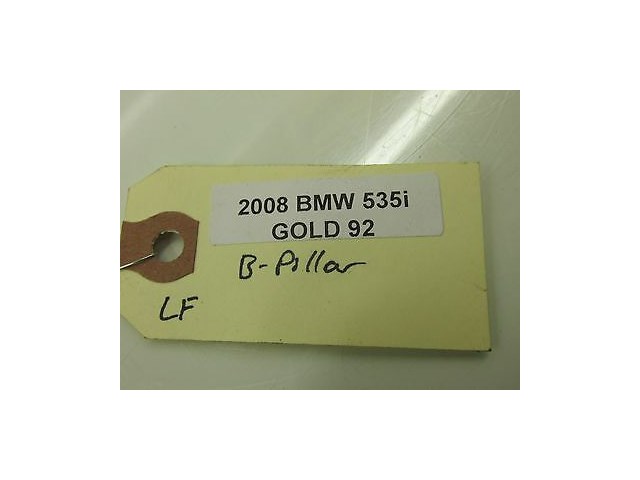 2008 BMW 535i
GOLD 92
B-Pillar
LF